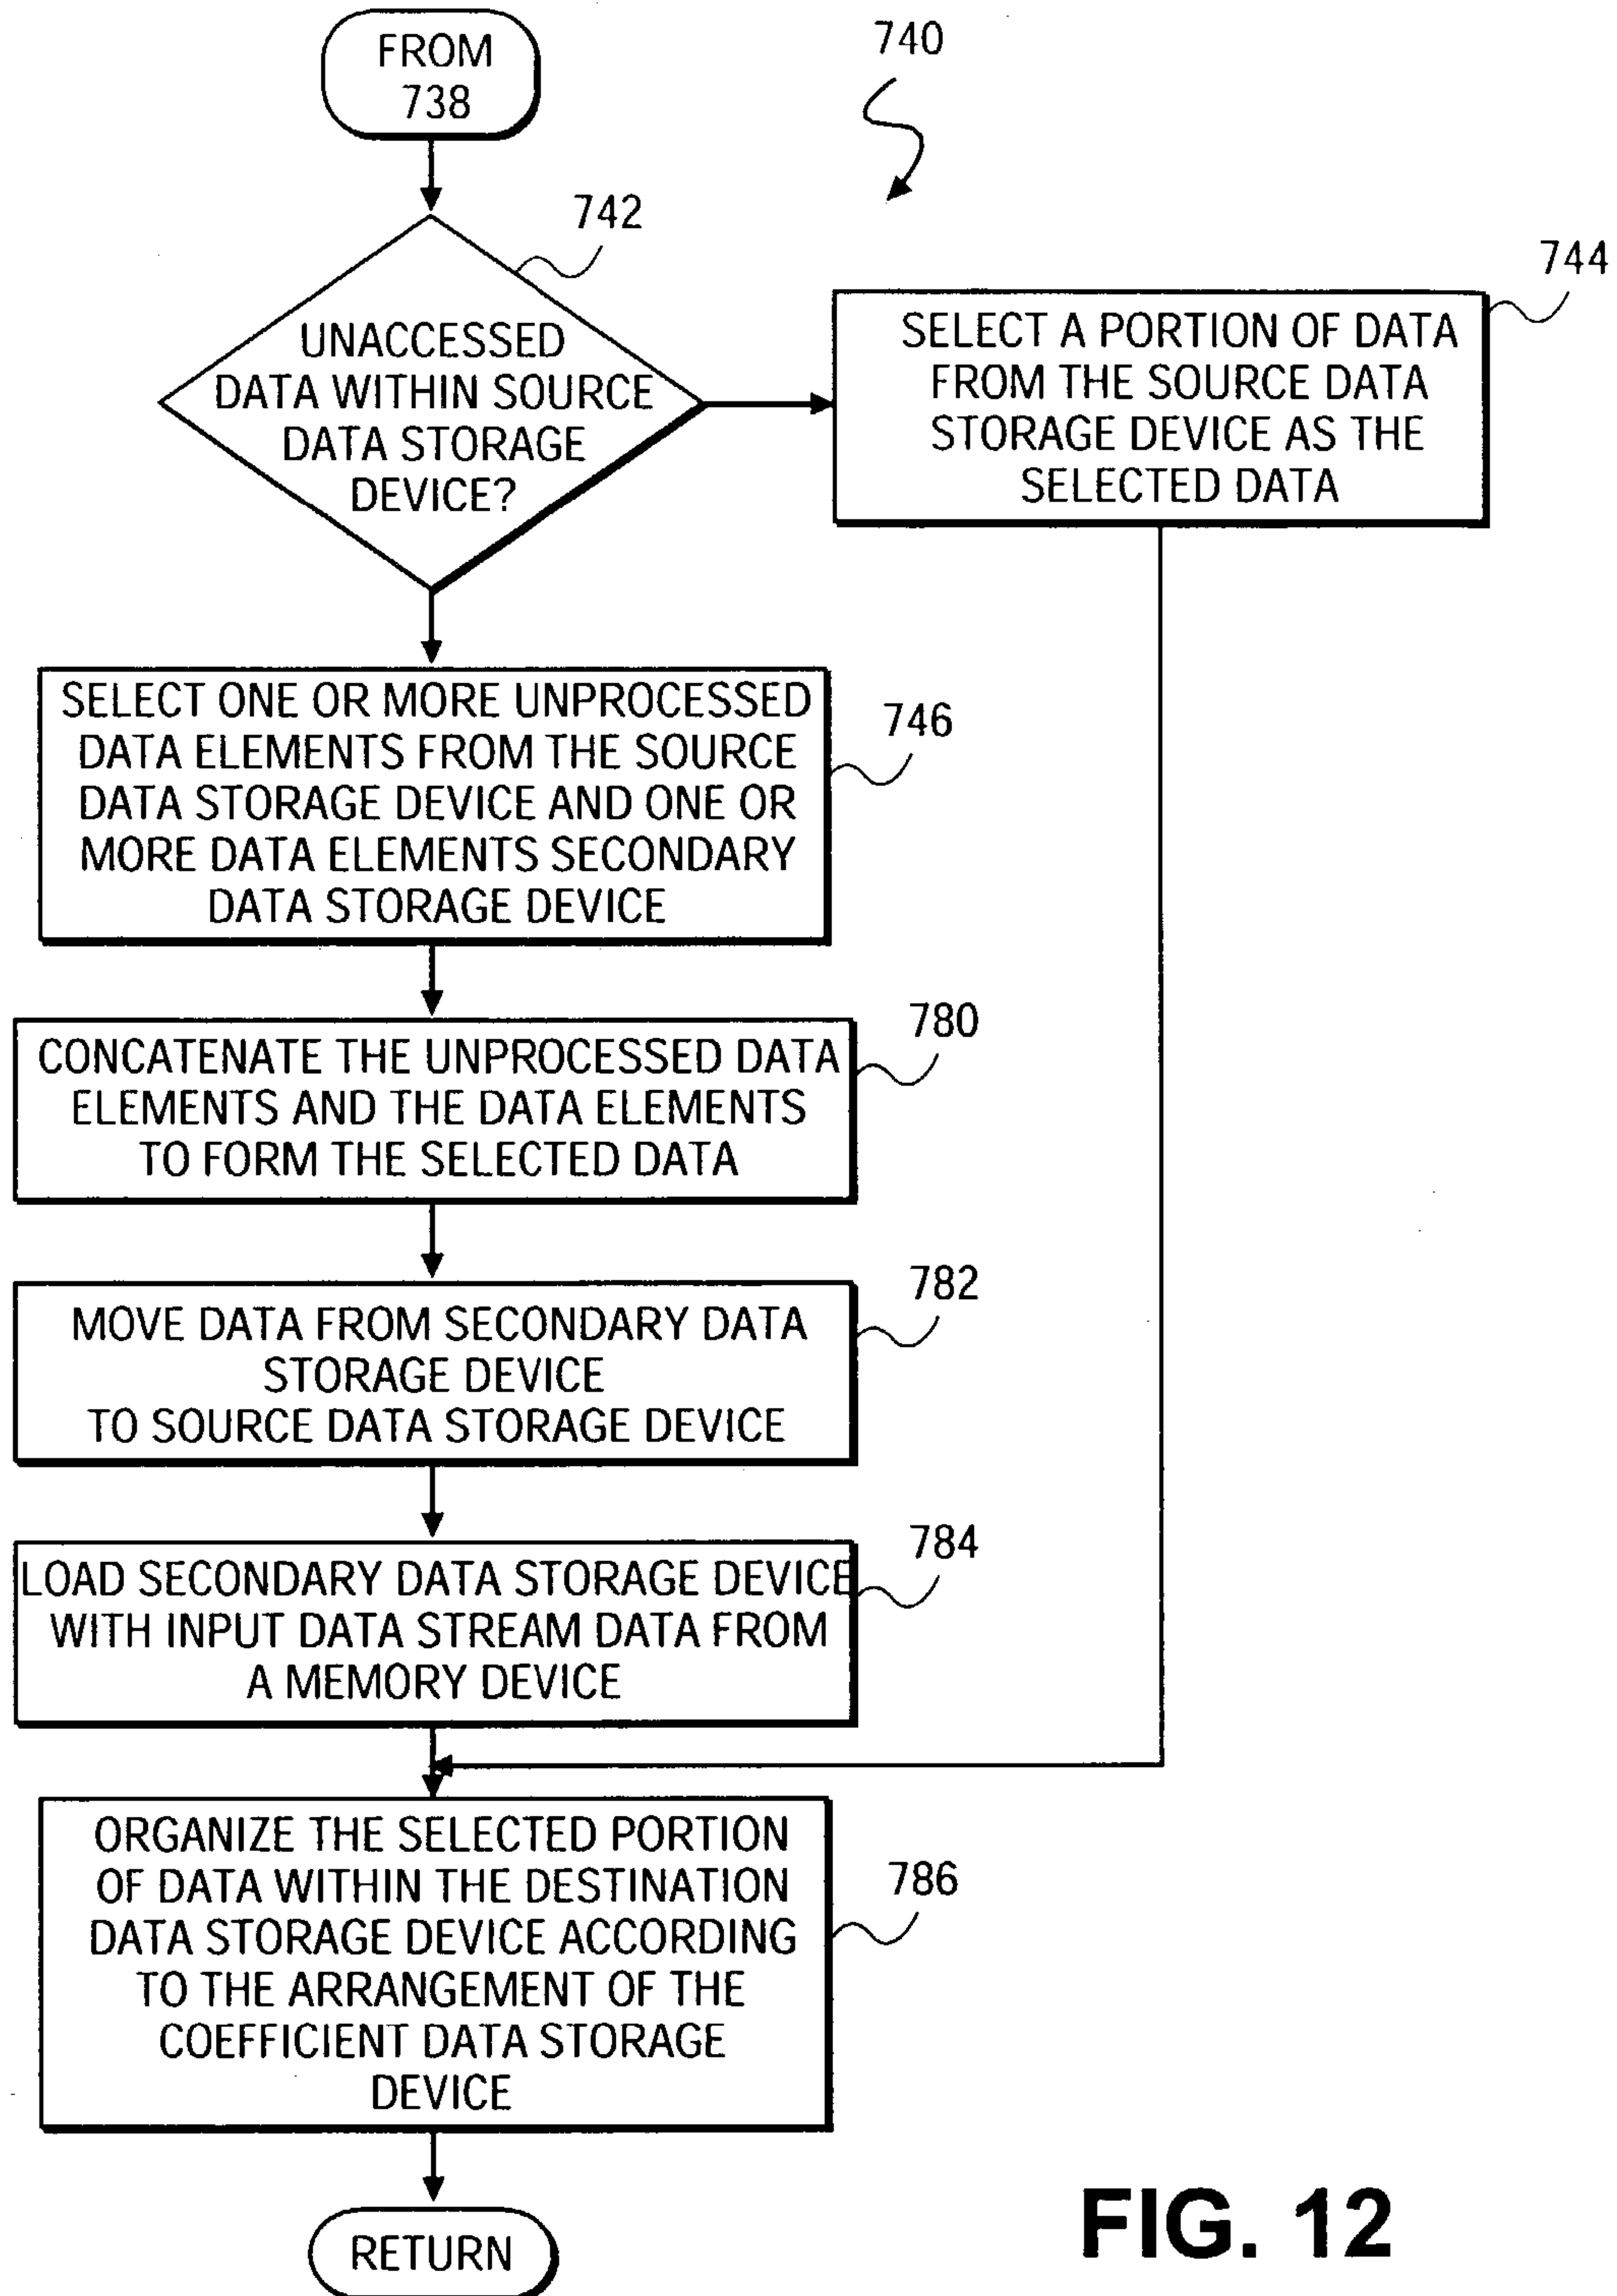 FROM
738
740
742
UNACCESSED
DATA WITHIN SOURCE
DATA STORAGE
DEVICE?
744
SELECT A PORTION OF DATA
FROM THE SOURCE DATA
STORAGE DEVICE AS THE
SELECTED DATA
SELECT ONE OR MORE UNPROCESSED
DATA ELEMENTS FROM THE SOURCE
DATA STORAGE DEVICE AND ONE OR
MORE DATA ELEMENTS SECONDARY
DATA STORAGE DEVICE
746
CONCATENATE THE UNPROCESSED DATA
ELEMENTS AND THE DATA ELEMENTS
TO FORM THE SELECTED DATA
780
MOVE DATA FROM SECONDARY DATA
STORAGE DEVICE
TO SOURCE DATA STORAGE DEVICE
782
LOAD SECONDARY DATA STORAGE DEVICE
WITH INPUT DATA STREAM DATA FROM
A MEMORY DEVICE
784
ORGANIZE THE SELECTED PORTION
OF DATA WITHIN THE DESTINATION
DATA STORAGE DEVICE ACCORDING
TO THE ARRANGEMENT OF THE
COEFFICIENT DATA STORAGE
DEVICE
786
RETURN
FIG. 12